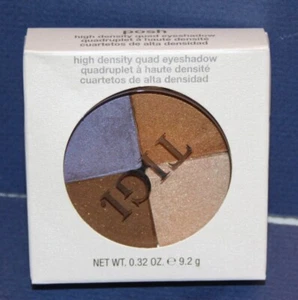 posh
high density quad eyeshadow
quadruplet à haute densité
cuartetos de alta densidad
high density quad eyeshadow
quadruplet à haute densité
cuartetos de alta densidad
TIGI
NET WT. 0.32 OZ. ℮ 9.2 g